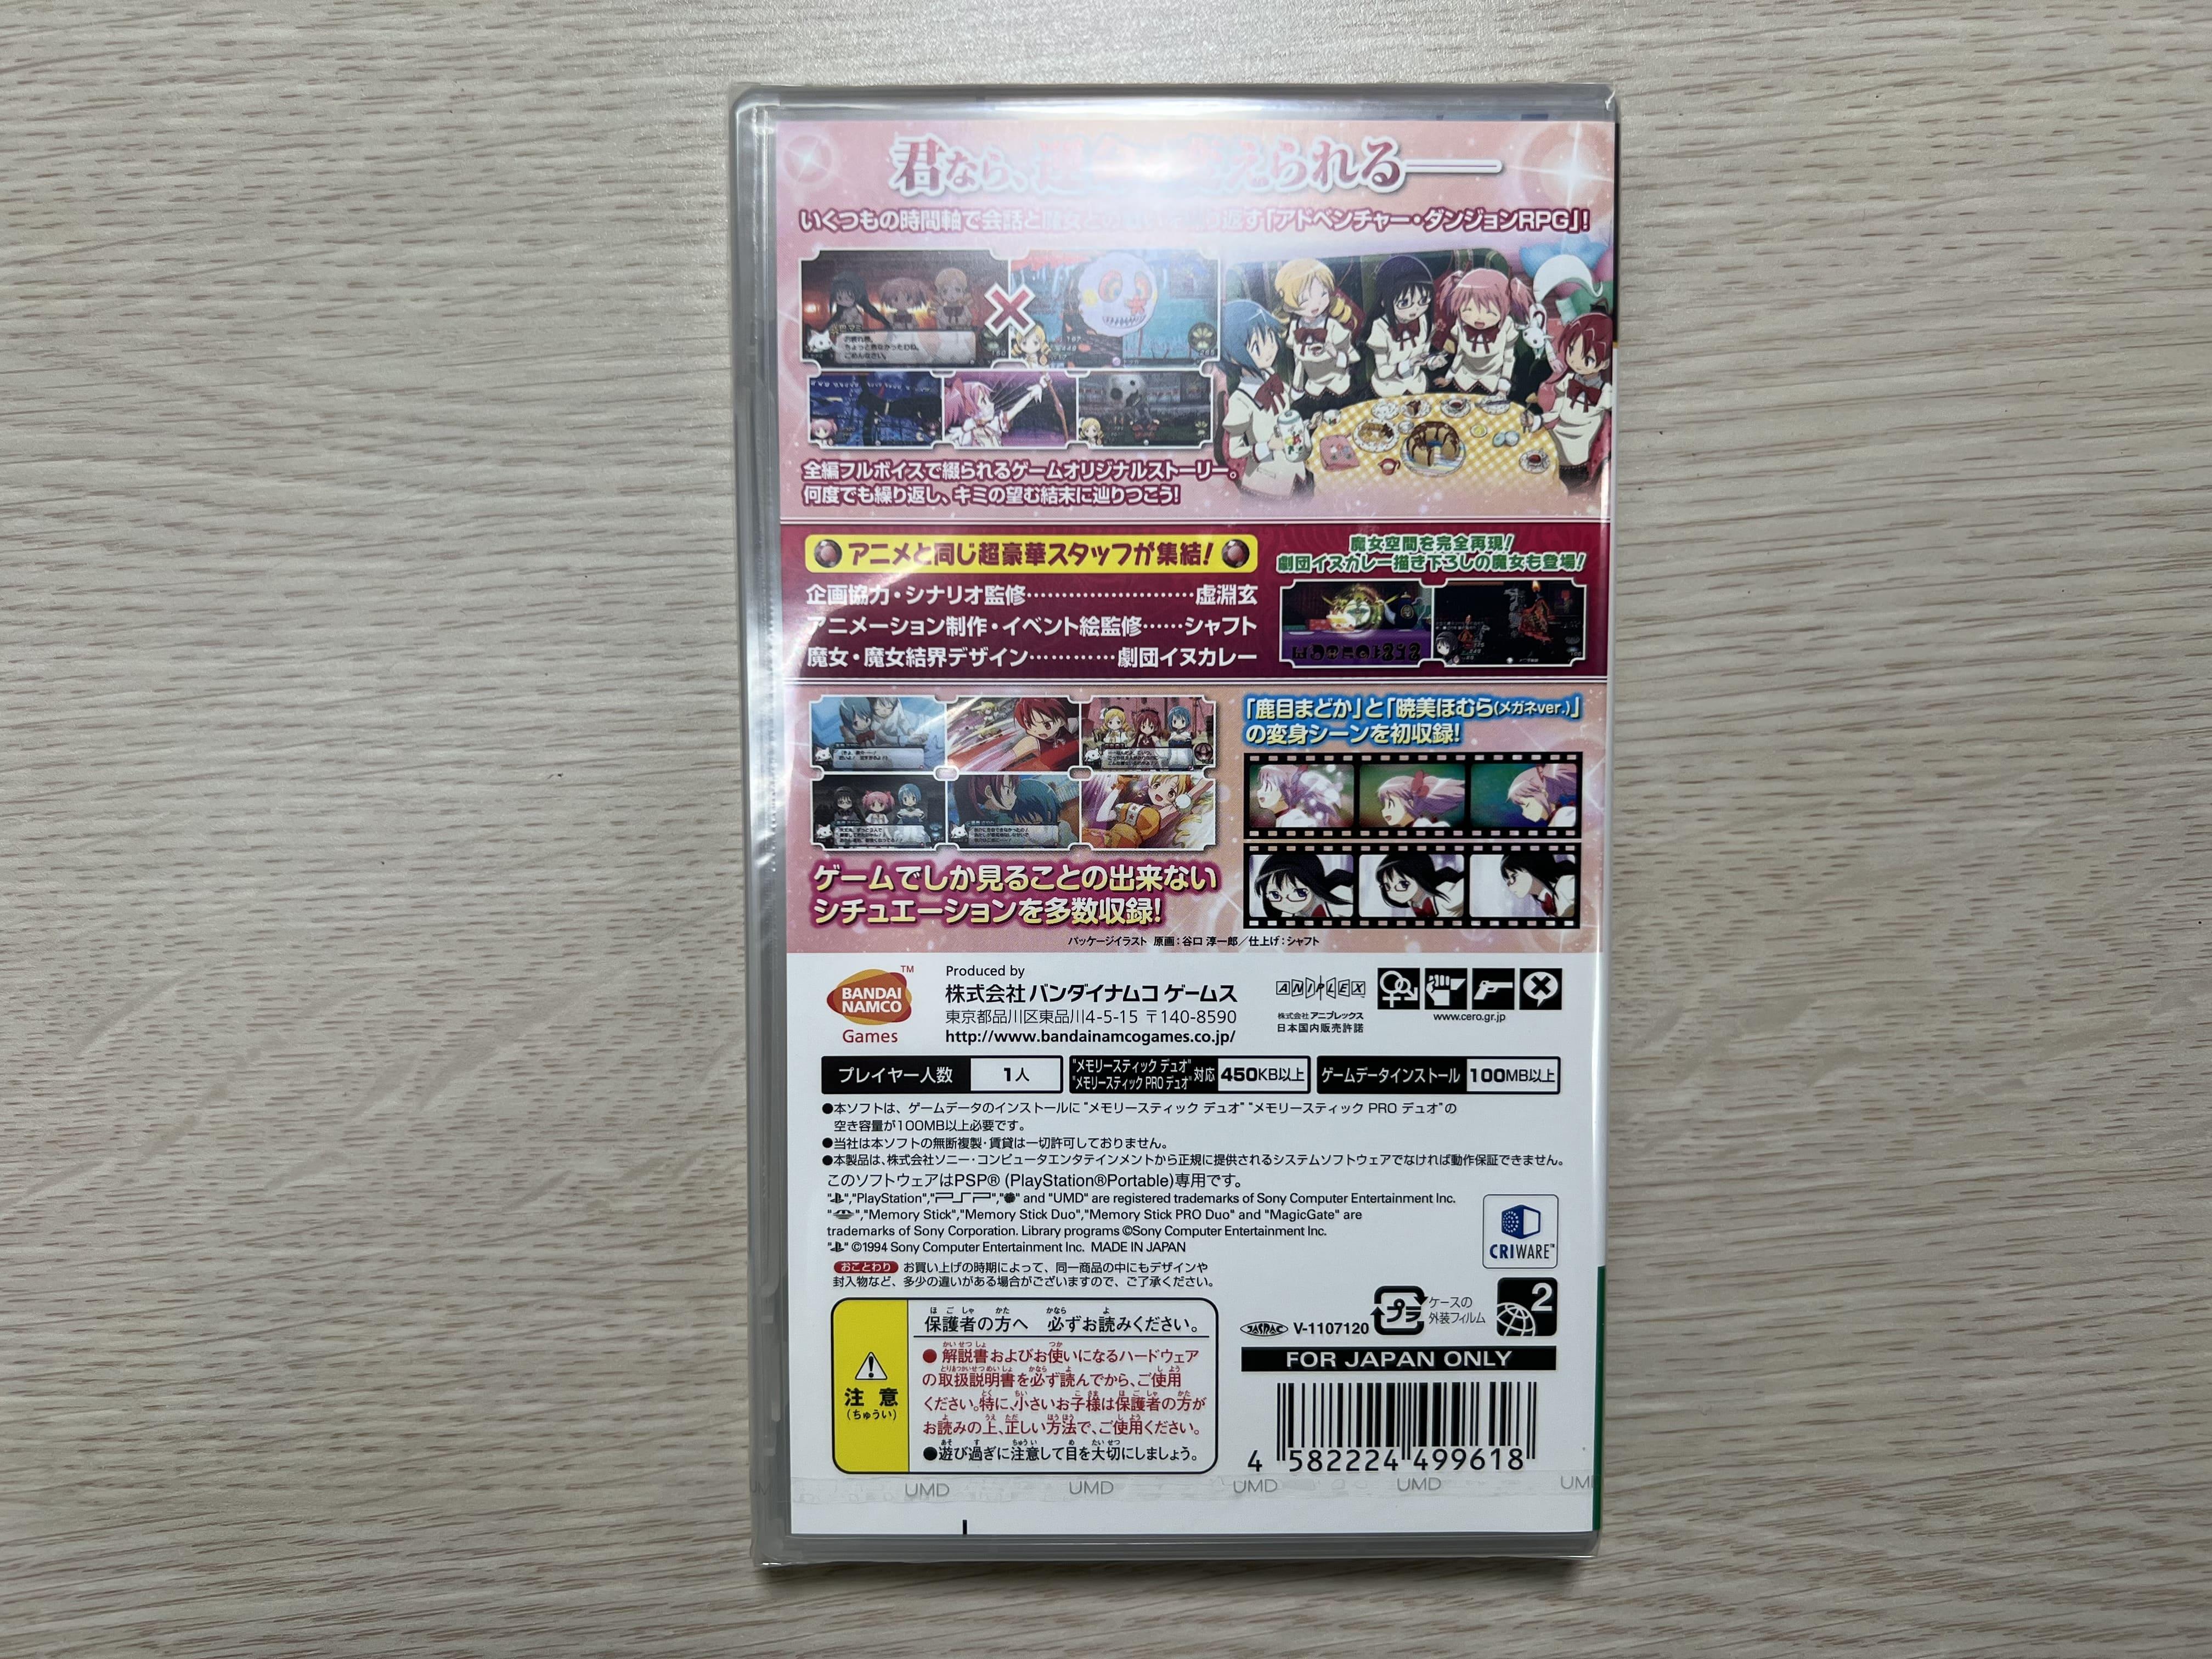 君なら、運命を変えられる――
いくつもの時間軸で会話と魔女との戦いを繰り返す「アドベンチャー・ダンジョンRPG」!
ちょっと危なかったわね。
ごめんなさい。
全編フルボイスで綴られるゲームオリジナルストーリー。
何度でも繰り返し、キミの望む結末に辿りつこう!
アニメと同じ超豪華スタッフが集結!
企画協力・シナリオ監修……………………虚淵玄
アニメーション制作・イベント絵監修……シャフト
魔女・魔女結界デザイン…………劇団イヌカレー
魔女空間を完全再現!
劇団イヌカレー描き下ろしの魔女も登場!
「鹿目まどか」と「暁美ほむら(メガネver.)」
の変身シーンを初収録!
ゲームでしか見ることの出来ない
シチュエーションを多数収録!
パッケージイラスト 原画:谷口 淳一郎/仕上げ:シャフト
BANDAI NAMCO Games TM
Produced by
株式会社 バンダイナムコ ゲームス
東京都品川区東品川4-5-15 〒140-8590
http://www.bandainamcogames.co.jp/
ANIPLEX
株式会社 アニプレックス
日本国内販売許諾
www.cero.gr.jp
プレイヤー人数 1人
"メモリースティック デュオ" "メモリースティック PRO デュオ" 対応 450KB以上
ゲームデータインストール 100MB以上
●本ソフトは、ゲームデータのインストールに"メモリースティック デュオ" "メモリースティック PRO デュオ"の
空き容量が100MB以上必要です。
●当社は本ソフトの無断複製・賃貸は一切許可しておりません。
●本製品は、株式会社ソニー・コンピュータエンタテインメントから正規に提供されるシステムソフトウェアでなければ動作保証できません。
このソフトウェアはPSP® (PlayStation®Portable)専用です。
" ","PlayStation","PSP"," " and "UMD" are registered trademarks of Sony Computer Entertainment Inc.
" ","Memory Stick","Memory Stick Duo","Memory Stick PRO Duo" and "MagicGate" are
trademarks of Sony Corporation. Library programs ©Sony Computer Entertainment Inc.
" " ©1994 Sony Computer Entertainment Inc. MADE IN JAPAN
おことわり お買い上げの時期によって、同一商品の中にもデザインや
封入物など、多少の違いがある場合がございますので、ご了承ください。
CRIWARE™
JASRAC V-1107120
プラ ケースの
外装フィルム
2
FOR JAPAN ONLY
4 582224 499618
注意
(ちゅうい)
保護者の方へ 必ずお読みください。
●解説書およびお使いになるハードウェア
の取扱説明書を必ず読んでから、ご使用
ください。特に、小さいお子様は保護者の方が
お読みの上、正しい方法で、ご使用ください。
●遊び過ぎに注意して目を大切にしましょう。
UMD UMD UMD UMD UM